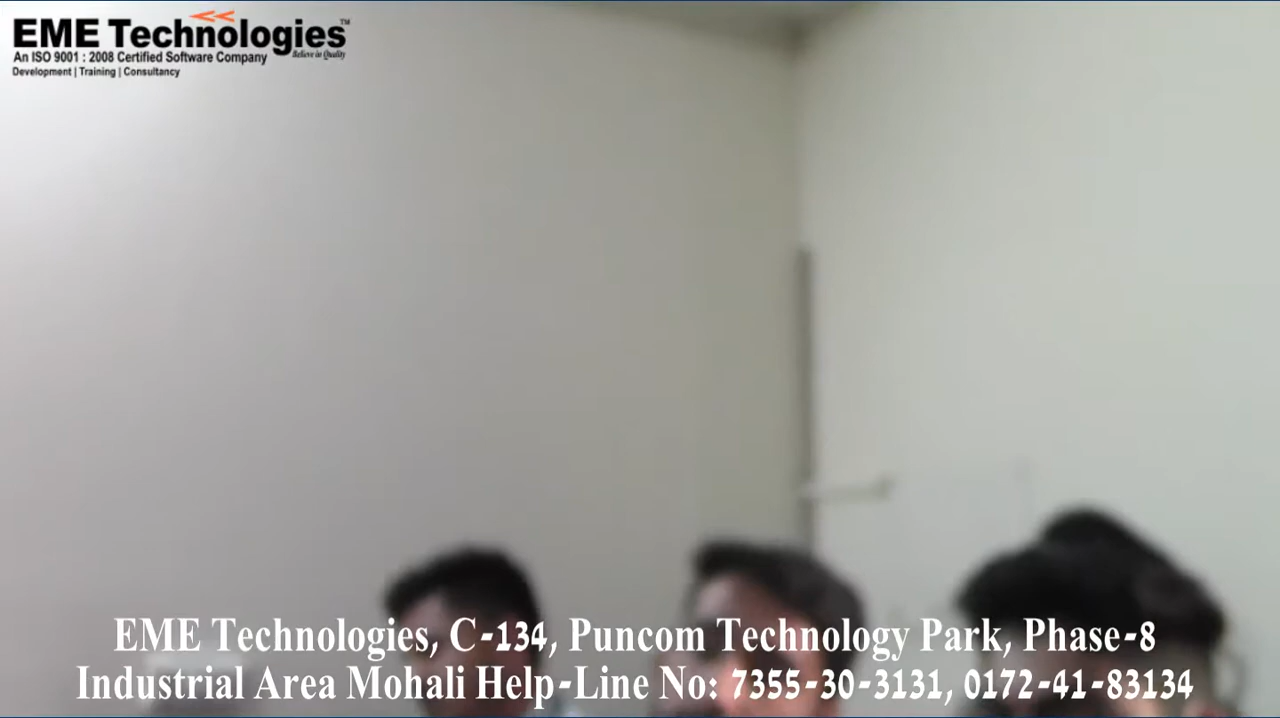 EME Technologies™
An ISO 9001 : 2008 Certified Software Company Believe in Quality
Development | Training | Consultancy
EME Technologies, C-134, Puncom Technology Park, Phase-8
Industrial Area Mohali Help-Line No: 7355-30-3131, 0172-41-83134